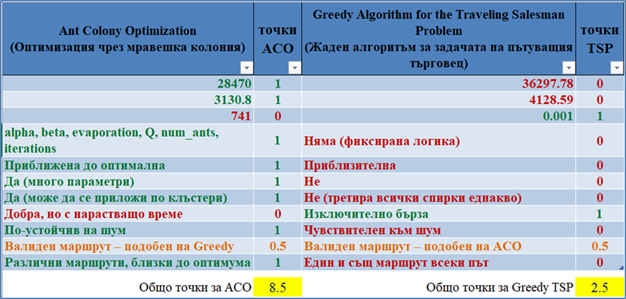 Ant Colony Optimization
(Оптимизация чрез мравешка колония)
точки
ACO
Greedy Algorithm for the Traveling Salesman
Problem
(Жаден алгоритъм за задачата на пътуващия
търговец)
точки
TSP
28470 1 36297.78 0
3130.8 1 4128.59 0
741 0 0.001 1
alpha, beta, evaporation, Q, num_ants,
iterations
1 Няма (фиксирана логика) 0
Приближена до оптимална 1 Приблизителна 0
Да (много параметри) 1 Не 0
Да (може да се приложи по клъстери) 1 Не (третира всички спирки еднакво) 0
Добра, но с нарастващо време 0 Изключително бърза 1
По-устойчив на шум 1 Чувствителен към шум 0
Валиден маршрут – подобен на Greedy 0.5 Валиден маршрут – подобен на ACO 0.5
Различни маршрути, близки до оптимума 1 Един и същ маршрут всеки път 0
Общо точки за ACO 8.5 Общо точки за Greedy TSP 2.5